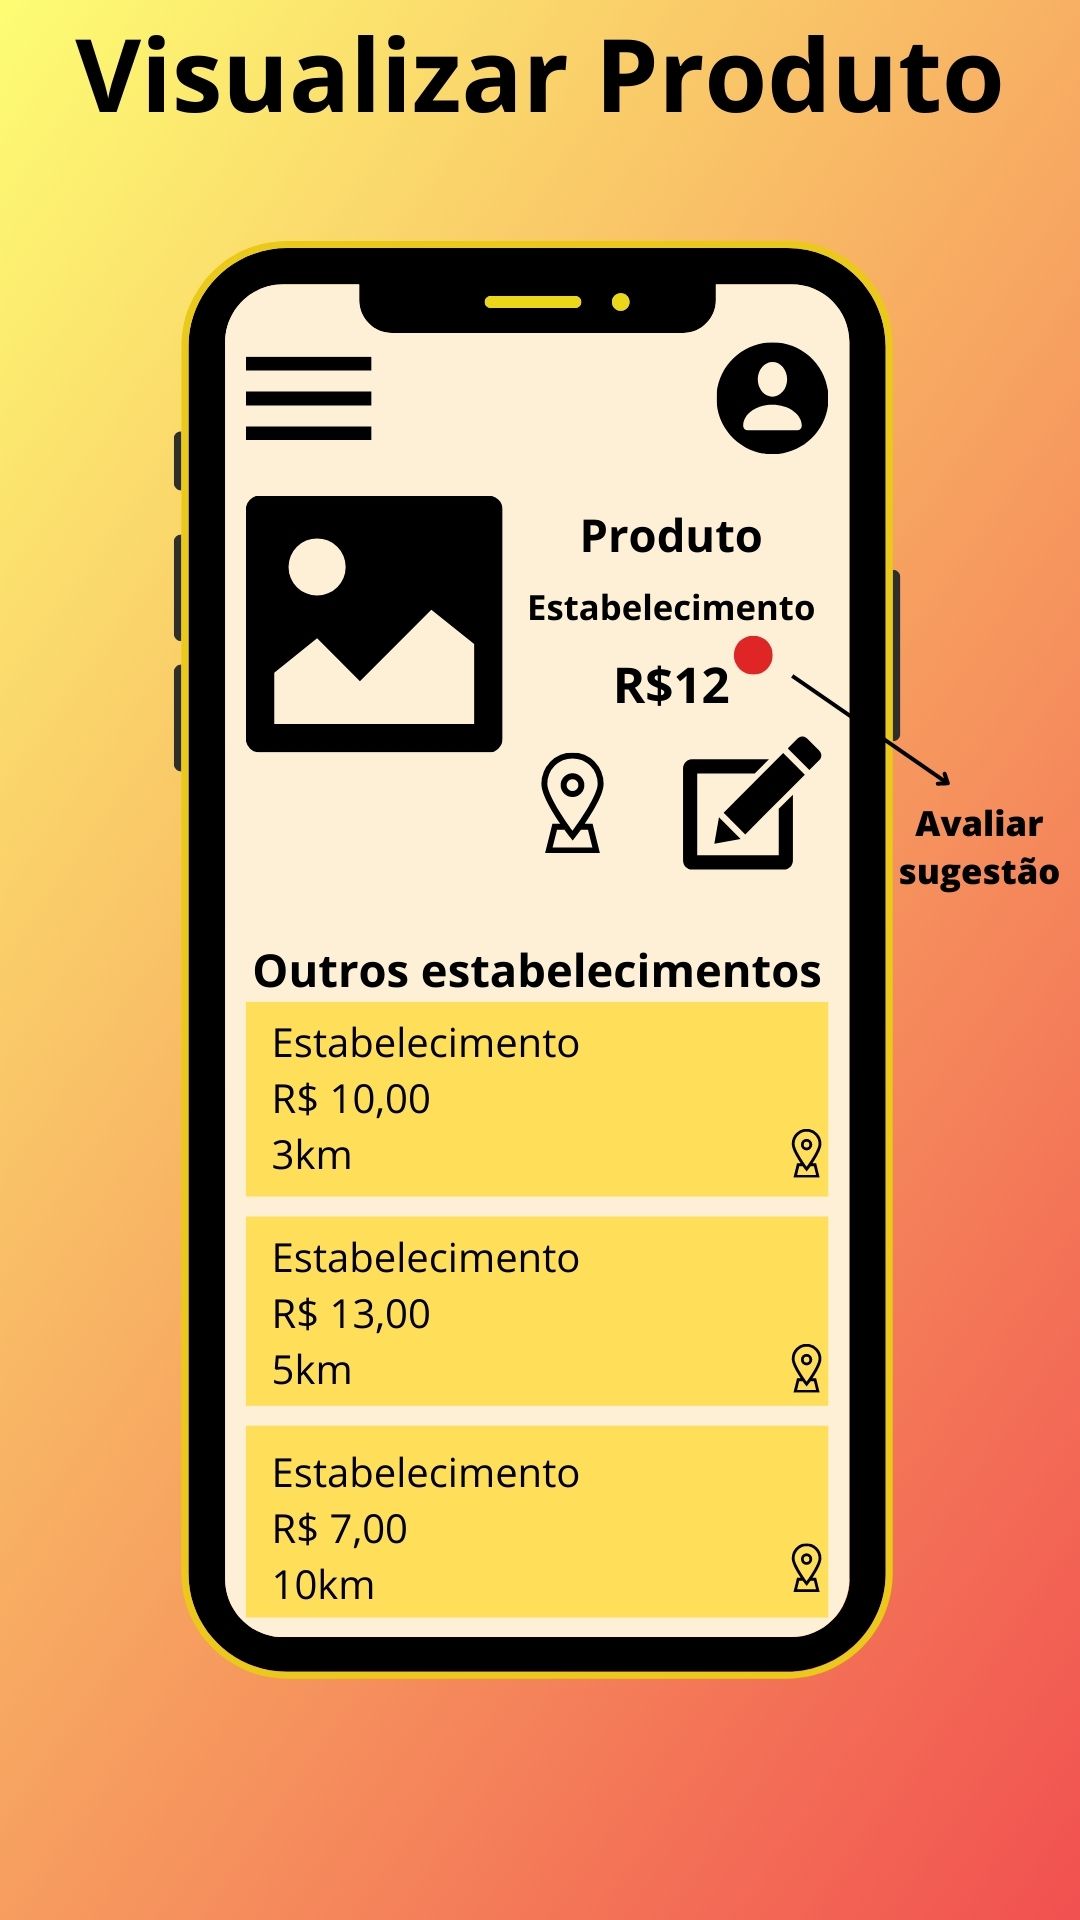 Visualizar Produto
Produto
Estabelecimento
R$12
Avaliar
sugestão
Outros estabelecimentos
Estabelecimento
R$ 10,00
3km
Estabelecimento
R$ 13,00
5km
Estabelecimento
R$ 7,00
10km